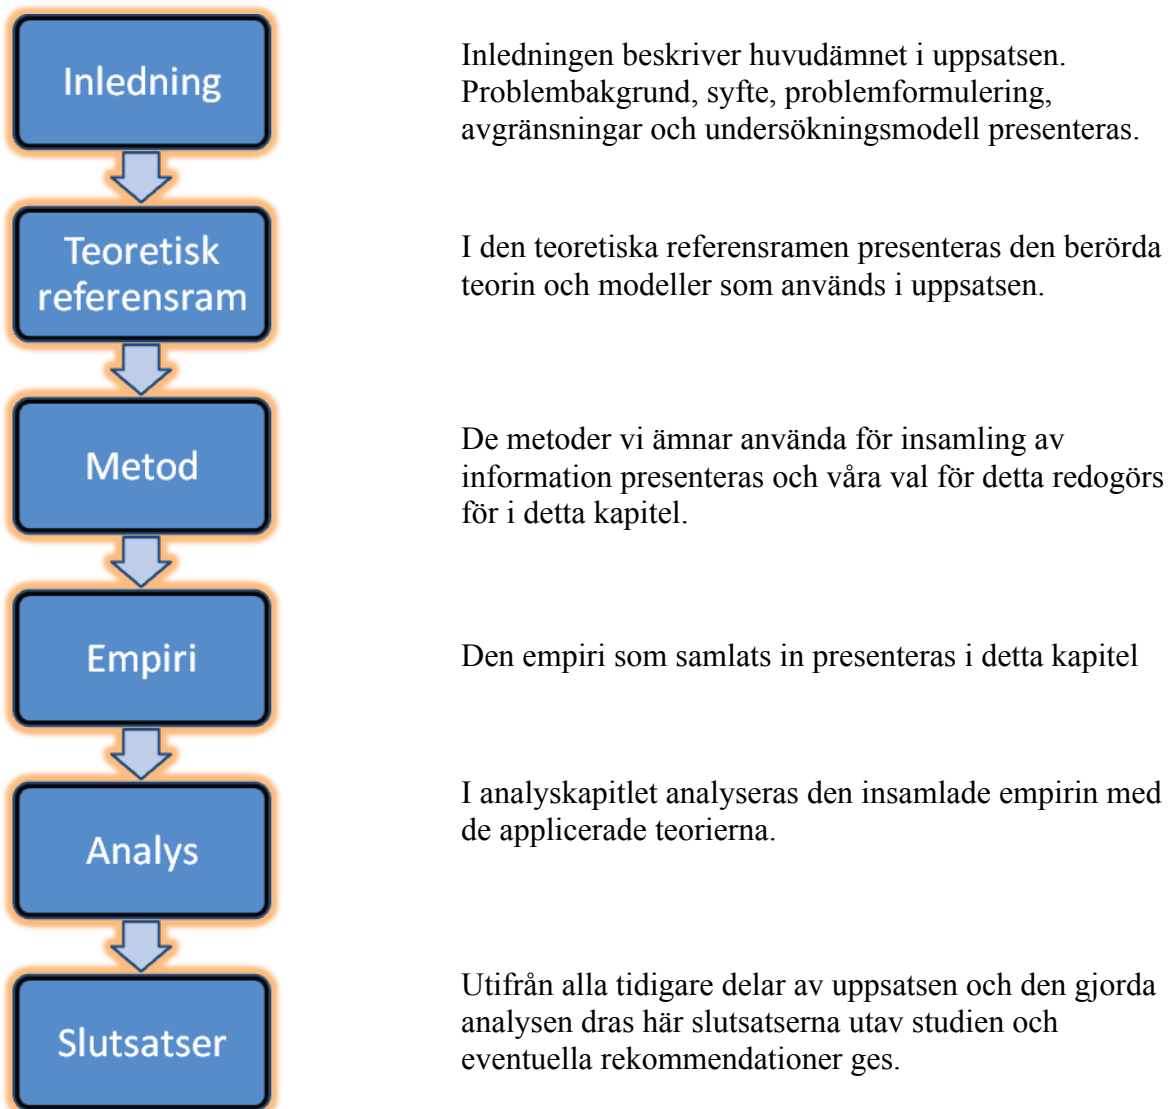 Inledning
Inledningen beskriver huvudämnet i uppsatsen.
Problembakgrund, syfte, problemformulering,
avgränsningar och undersökningsmodell presenteras.
Teoretisk
referensram
I den teoretiska referensramen presenteras den berörda
teorin och modeller som används i uppsatsen.
Metod
De metoder vi ämnar använda för insamling av
information presenteras och våra val för detta redogörs
för i detta kapitel.
Empiri
Den empiri som samlats in presenteras i detta kapitel
Analys
I analyskapitlet analyseras den insamlade empirin med
de applicerade teorierna.
Slutsatser
Utifrån alla tidigare delar av uppsatsen och den gjorda
analysen dras här slutsatserna utav studien och
eventuella rekommendationer ges.